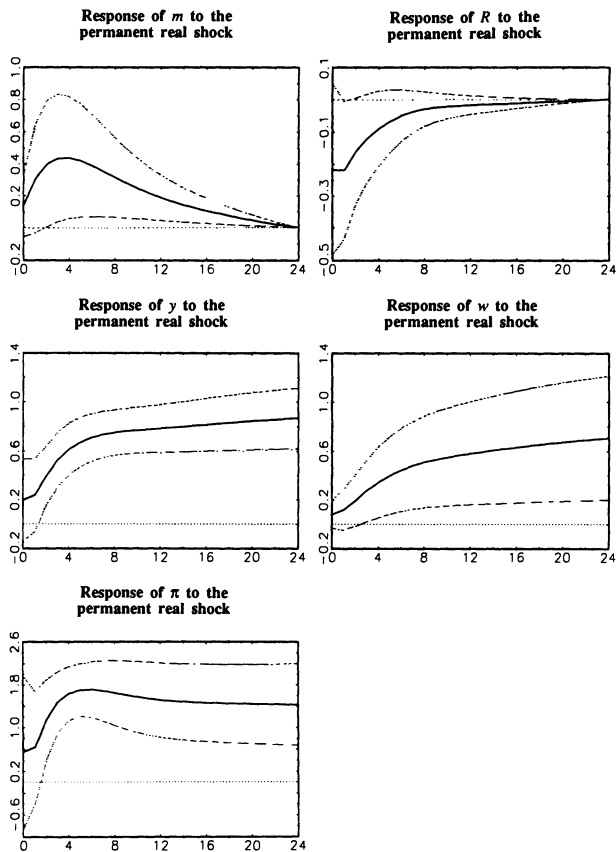 Response of m to the
permanent real shock
-0.2 0.2 0.4 0.6 0.8 1.0
0 4 8 12 16 20 24
Response of R to the
permanent real shock
-0.5 -0.3 -0.1 0.1
0 4 8 12 16 20 24
Response of y to the
permanent real shock
-0.2 0.2 0.6 1.0 1.4
0 4 8 12 16 20 24
Response of w to the
permanent real shock
-0.2 0.2 0.6 1.0 1.4
0 4 8 12 16 20 24
Response of π to the
permanent real shock
-0.6 0.2 1.0 1.8 2.6
0 4 8 12 16 20 24